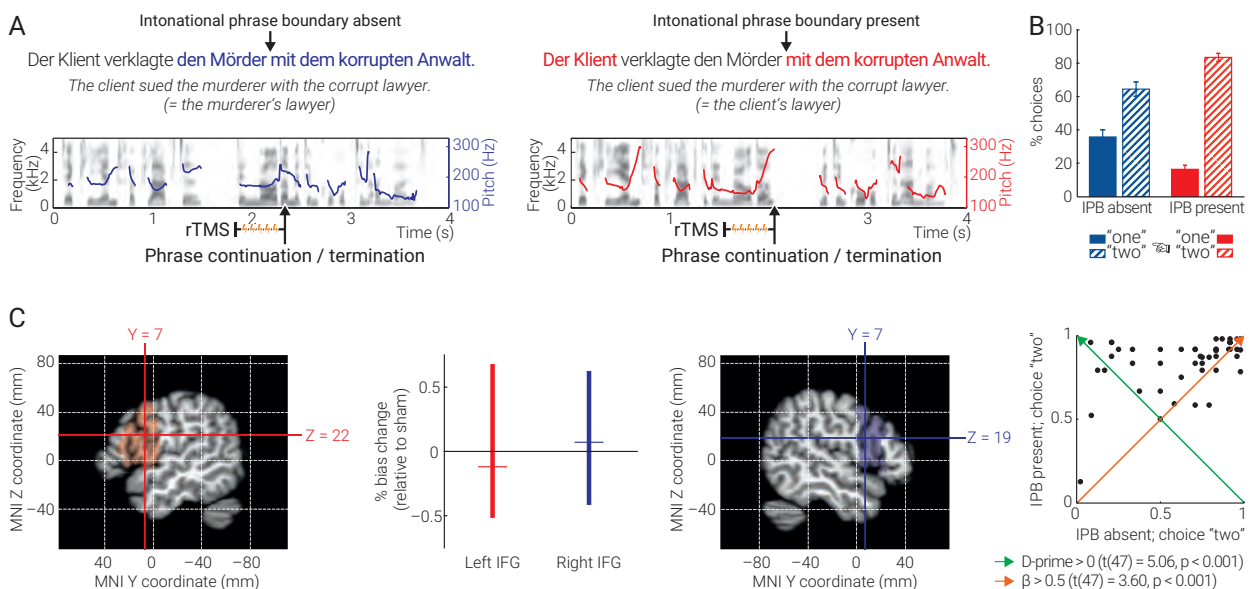 A
Intonational phrase boundary absent
Der Klient verklagte den Mörder mit dem korrupten Anwalt.
The client sued the murderer with the corrupt lawyer.
(= the murderer's lawyer)
Frequency (kHz)
4
2
0
300
200
100
Pitch (Hz)
0
1
3
4
Time (s)
rTMS
Phrase continuation / termination
Intonational phrase boundary present
Der Klient verklagte den Mörder mit dem korrupten Anwalt.
The client sued the murderer with the corrupt lawyer.
(= the client's lawyer)
Frequency (kHz)
4
2
0
300
200
100
Pitch (Hz)
0
1
3
4
Time (s)
rTMS
Phrase continuation / termination
B
% choices
100
80
60
40
20
0
IPB absent
IPB present
"one" "one"
"two" "two"
C
Y = 7
MNI Z coordinate (mm)
80
40
0
−40
Z = 22
40
0
−40
−80
MNI Y coordinate (mm)
% bias change
(relative to sham)
0.5
0
−0.5
Left IFG
Right IFG
Y = 7
MNI Z coordinate (mm)
80
40
0
−40
Z = 19
−80
−40
0
40
MNI Y coordinate (mm)
IPB present; choice "two"
1
0.5
0
0
0.5
1
IPB absent; choice "two"
D-prime > 0 (t(47) = 5.06, p < 0.001)
β > 0.5 (t(47) = 3.60, p < 0.001)